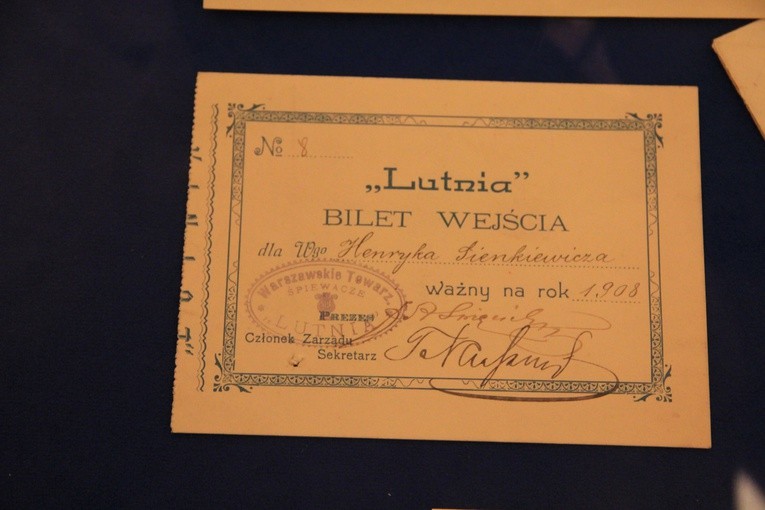 № 8
„Lutnia”
BILET WEJŚCIA
dla Wgo Henryka Sienkiewicza
ważny na rok 1908
Warszawskie Towarz.
ŚPIEWACZE
„LUTNIA”
PREZES
Członek Zarządu
Sekretarz